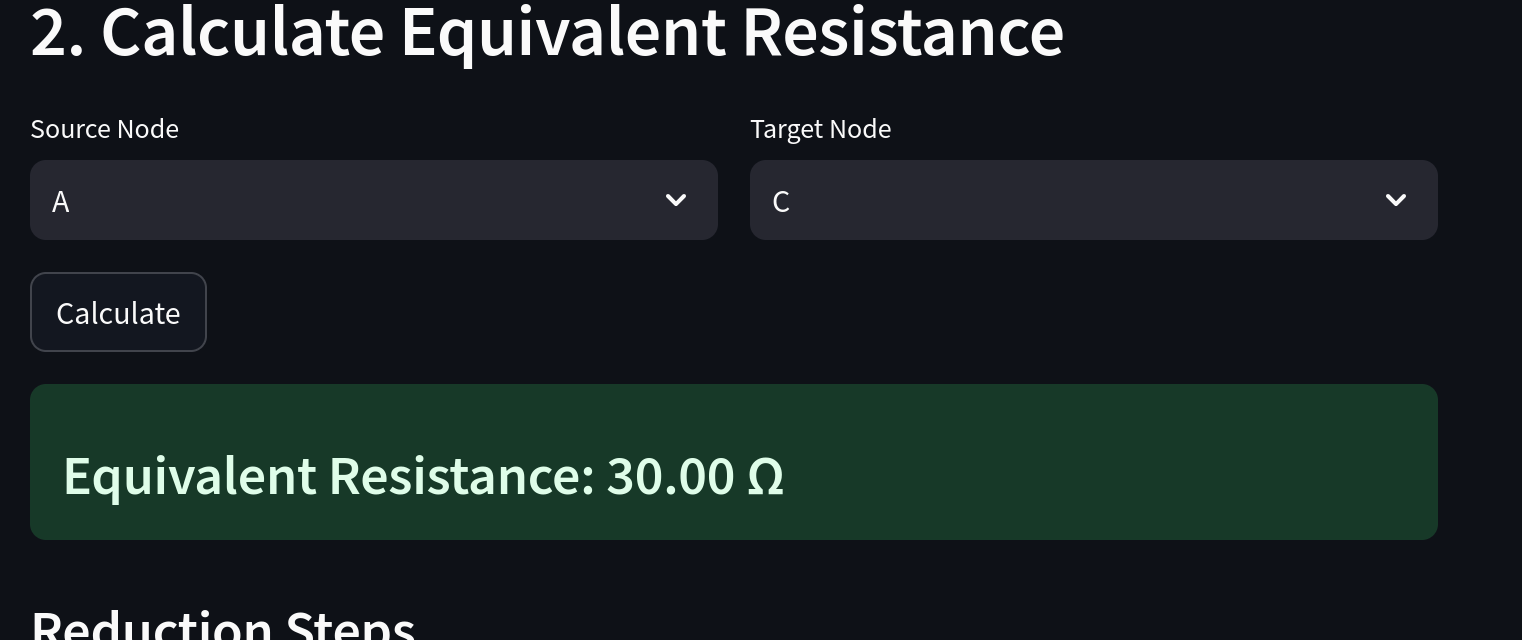 2. Calculate Equivalent Resistance
Source Node
Target Node
A
C
Calculate
Equivalent Resistance: 30.00 Ω
Reduction Steps